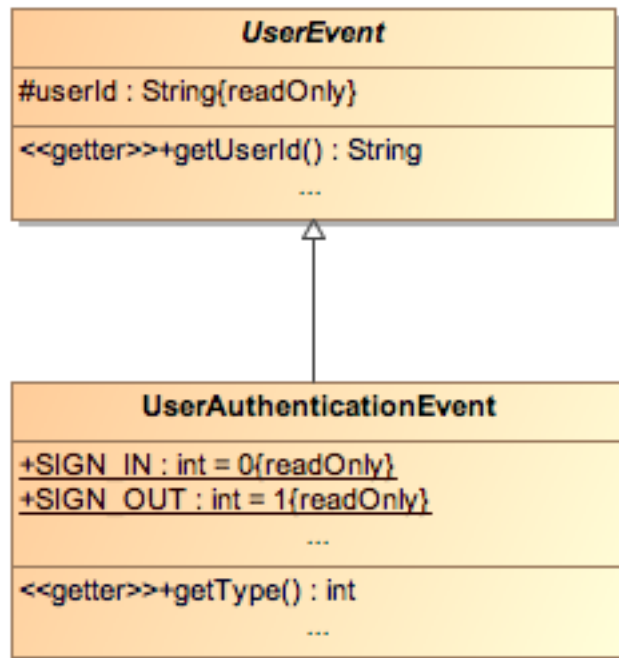 UserEvent
#userId : String{readOnly}
<<getter>>+getUserId() : String
...
UserAuthenticationEvent
+SIGN_IN : int = 0{readOnly}
+SIGN_OUT : int = 1{readOnly}
...
<<getter>>+getType() : int
...